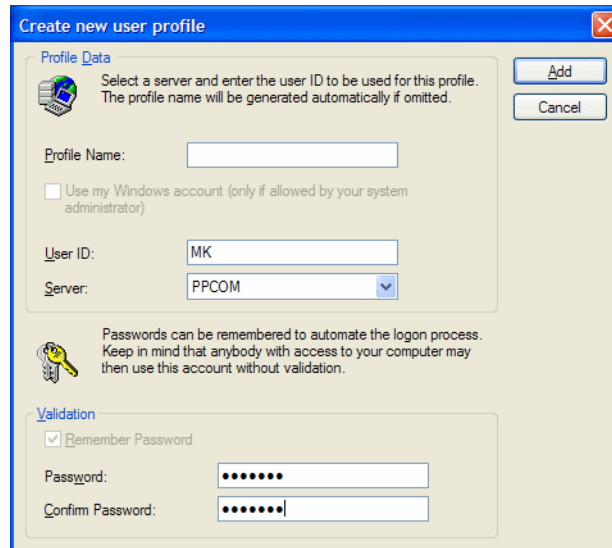 Create new user profile
Profile Data
Select a server and enter the user ID to be used for this profile.
The profile name will be generated automatically if omitted.
Add
Cancel
Profile Name:
Use my Windows account (only if allowed by your system
administrator)
User ID: MK
Server: PPCOM
Passwords can be remembered to automate the logon process.
Keep in mind that anybody with access to your computer may
then use this account without validation.
Validation
Remember Password
Password: •••••••
Confirm Password: •••••••